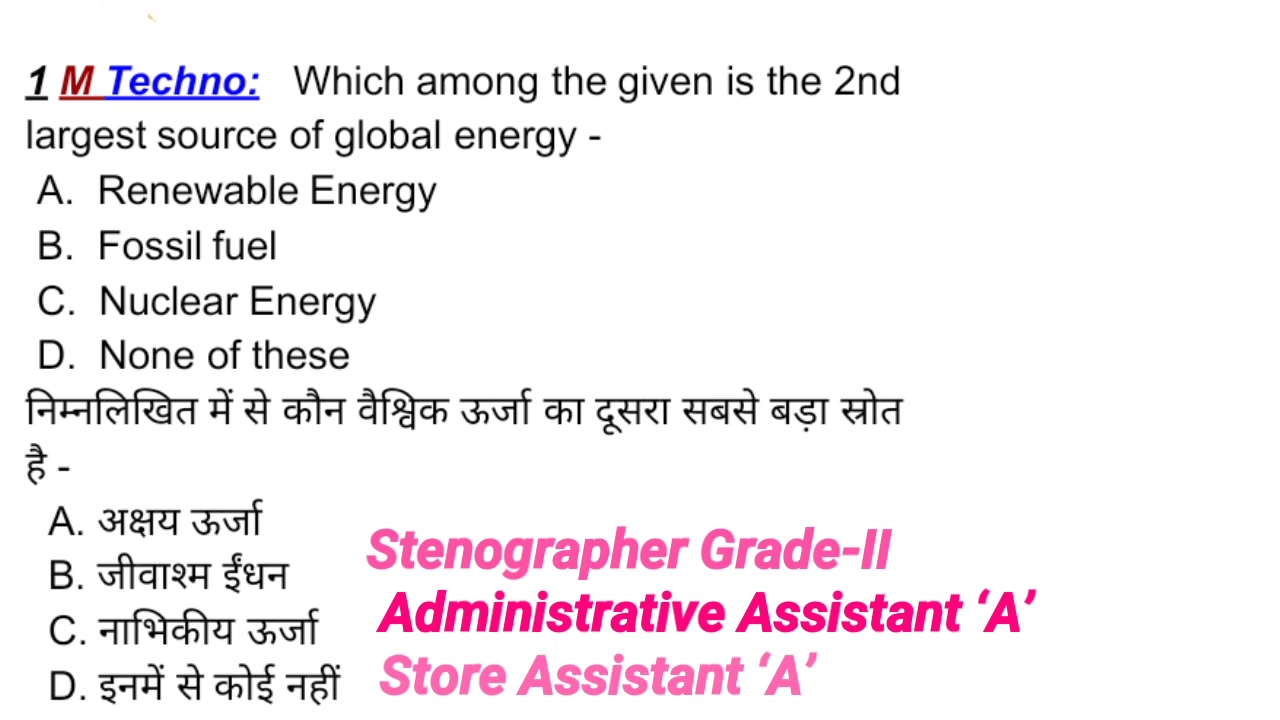 1 M Techno: Which among the given is the 2nd
largest source of global energy -
A. Renewable Energy
B. Fossil fuel
C. Nuclear Energy
D. None of these
निम्नलिखित में से कौन वैश्विक ऊर्जा का दूसरा सबसे बड़ा स्रोत
है -
A. अक्षय ऊर्जा
B. जीवाश्म ईंधन
C. नाभिकीय ऊर्जा
D. इनमें से कोई नहीं
Stenographer Grade-II
Administrative Assistant ‘A’
Store Assistant ‘A’